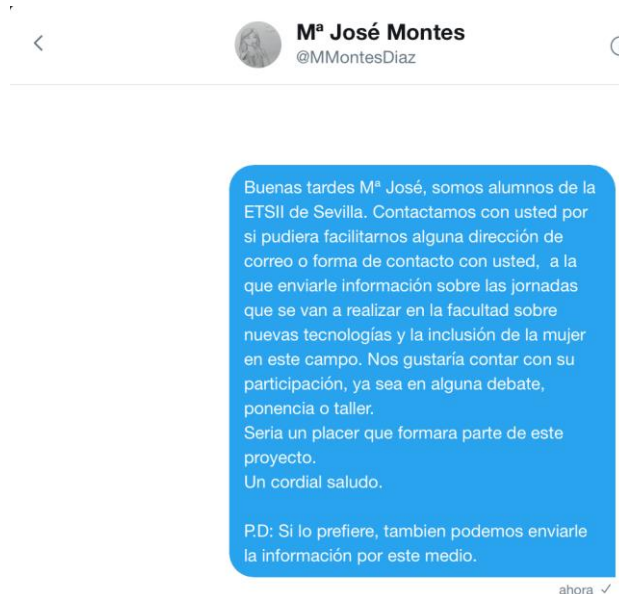 Mª José Montes
@MMontesDiaz
Buenas tardes Mª José, somos alumnos de la
ETSII de Sevilla. Contactamos con usted por
si pudiera facilitarnos alguna dirección de
correo o forma de contacto con usted,  a la
que enviarle información sobre las jornadas
que se van a realizar en la facultad sobre
nuevas tecnologías y la inclusión de la mujer
en este campo. Nos gustaría contar con su
participación, ya sea en alguna debate,
ponencia o taller.
Seria un placer que formara parte de este
proyecto.
Un cordial saludo.
P.D: Si lo prefiere, tambien podemos enviarle
la información por este medio.
ahora ✓